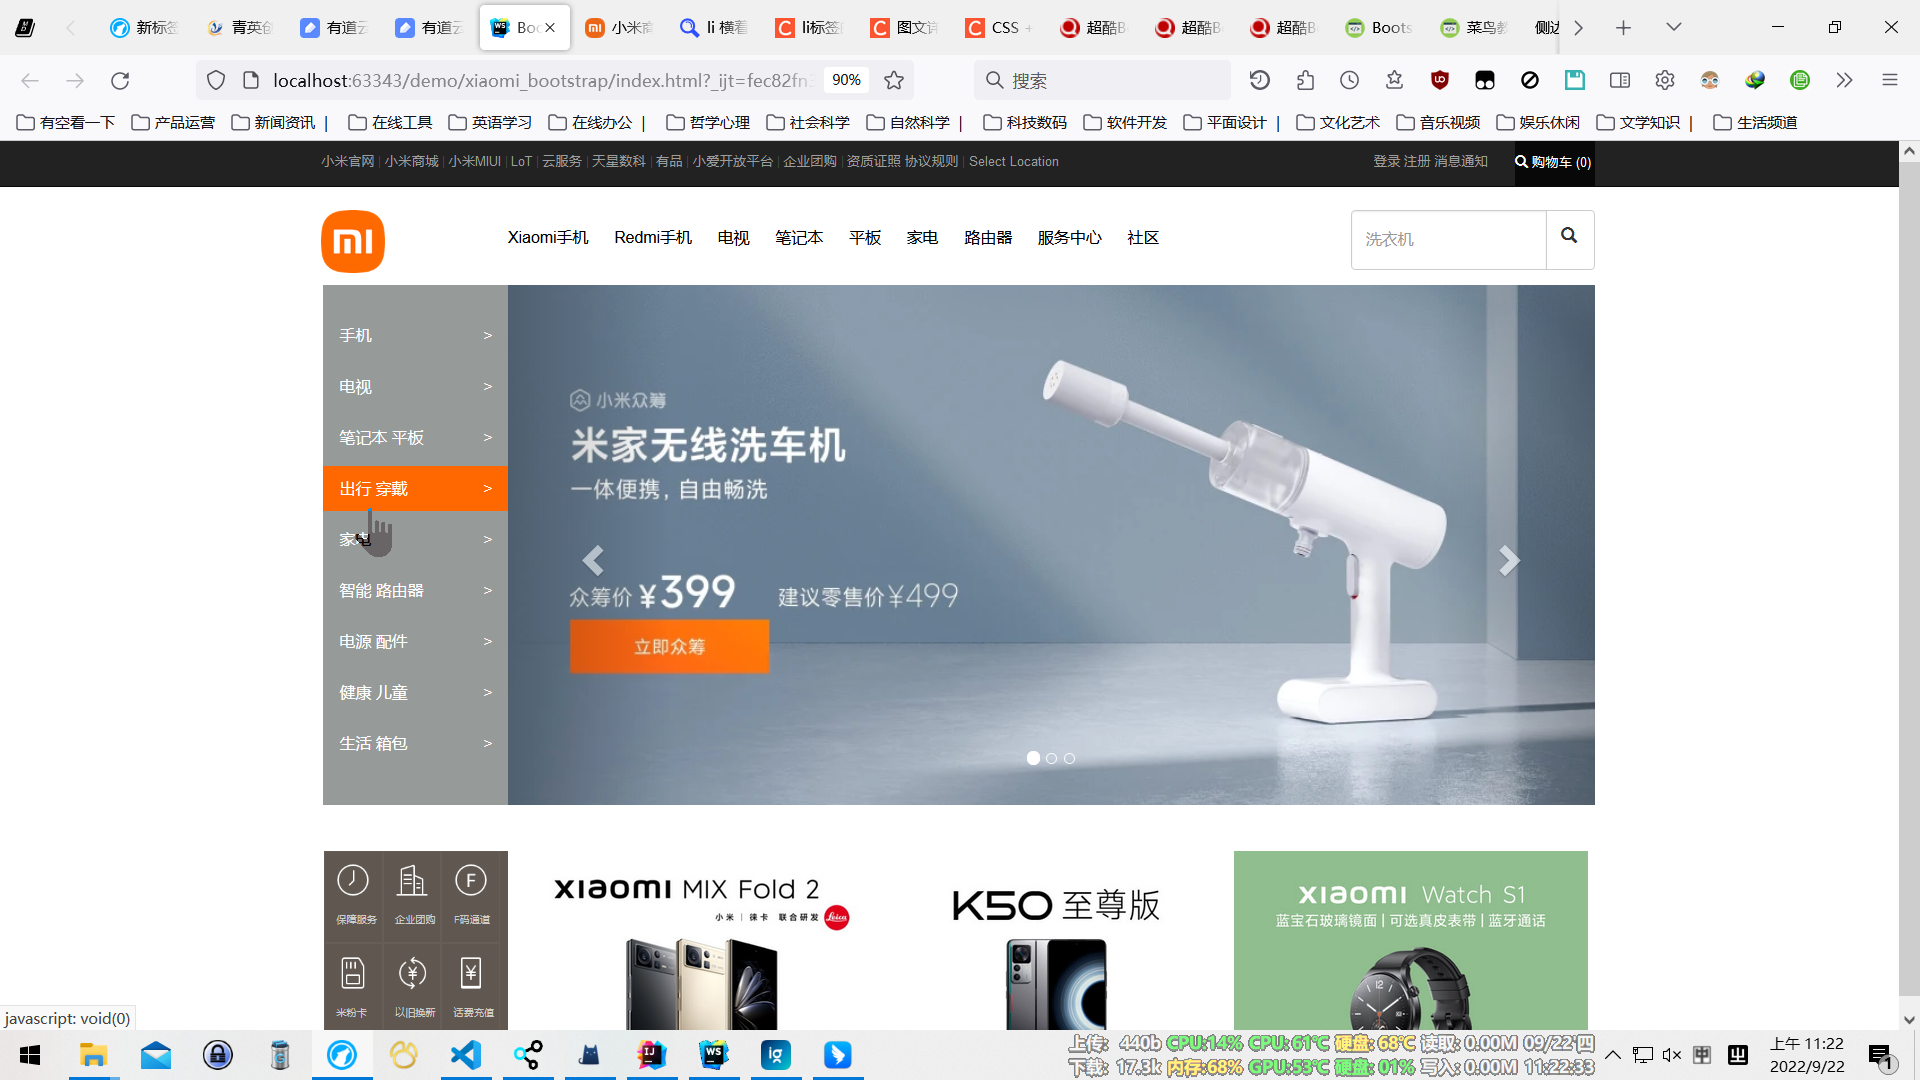 新标签
青英创
有道云
有道云
Boo
小米商
li 横着
li标签
图文详
CSS
超酷B
超酷B
超酷B
Boots
菜鸟教
侧边
localhost:63343/demo/xiaomi_bootstrap/index.html?_ijt=fec82fn
90%
搜索
有空看一下 产品运营 新闻资讯 | 在线工具 英语学习 在线办公 | 哲学心理 社会科学 自然科学 | 科技数码 软件开发 平面设计 | 文化艺术 音乐视频 娱乐休闲 文学知识 | 生活频道
小米官网 | 小米商城 | 小米MIUI | LoT | 云服务 | 天星数科 | 有品 | 小爱开放平台 | 企业团购 | 资质证照 协议规则 | Select Location
登录 注册 消息通知
购物车 (0)
Xiaomi手机 Redmi手机 电视 笔记本 平板 家电 路由器 服务中心 社区
洗衣机
手机 >
电视 >
笔记本 平板 >
出行 穿戴 >
家电 >
智能 路由器 >
电源 配件 >
健康 儿童 >
生活 箱包 >
小米众筹
米家无线洗车机
一体便携，自由畅洗
众筹价 ¥399 建议零售价¥499
立即众筹
保障服务 企业团购 F码通道
米粉卡 以旧换新 话费充值
xiaomi MIX Fold 2
小米 | 徕卡 联合研发 Leica
K50 至尊版
xiaomi Watch S1
蓝宝石玻璃镜面 | 可选真皮表带 | 蓝牙通话
javascript: void(0)
上传: 440b CPU:14% CPU: 61℃ 硬盘: 68℃ 读取: 0.00M 09/22 四
下载: 17.3k 内存:68% GPU:53℃ 硬盘: 01% 写入: 0.00M 11:22:33
上午 11:22
2022/9/22
1